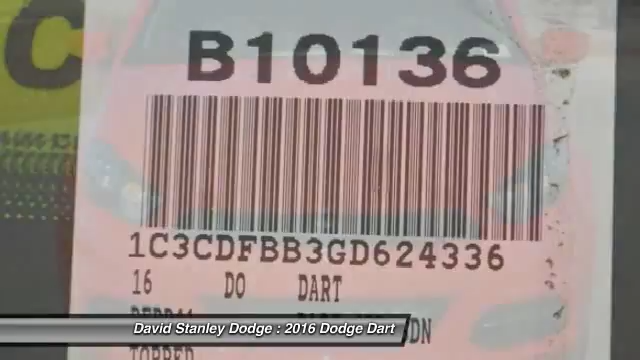 C
B10136
1C3CDFBB3GD624336
16 DO DART
David Stanley Dodge : 2016 Dodge Dart